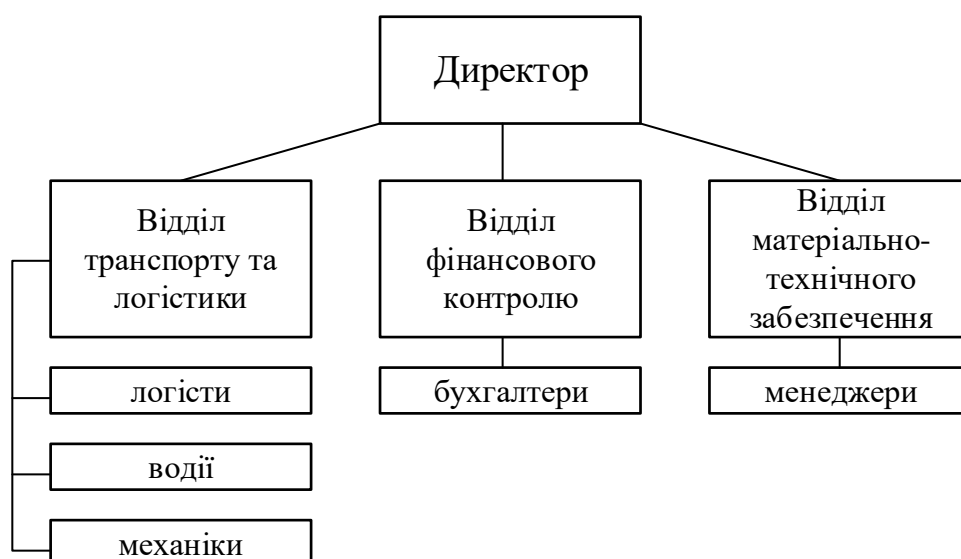 Директор
Відділ
транспорту та
логістики
Відділ
фінансового
контролю
Відділ
матеріально-
технічного
забезпечення
логісти
бухгалтери
менеджери
водії
механіки